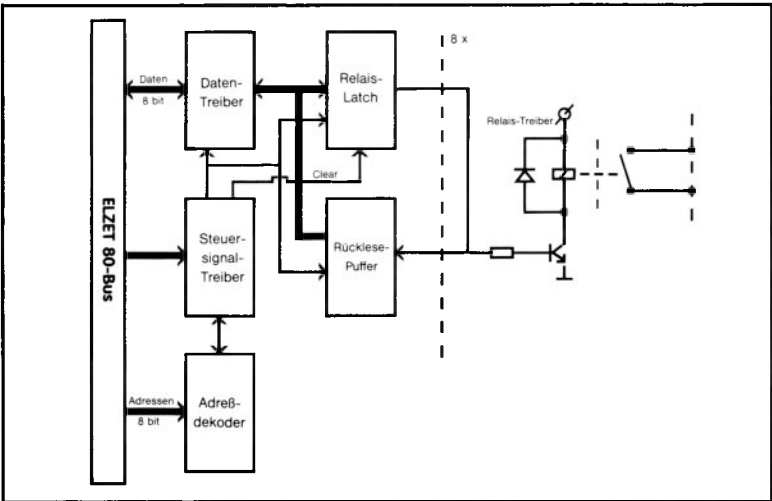 ELZET 80-Bus
Daten
8 bit
Daten-
Treiber
Relais-
Latch
8 x
Relais-Treiber
Clear
Steuer-
signal-
Treiber
Rücklese-
Puffer
Adressen
8 bit
Adreß-
dekoder